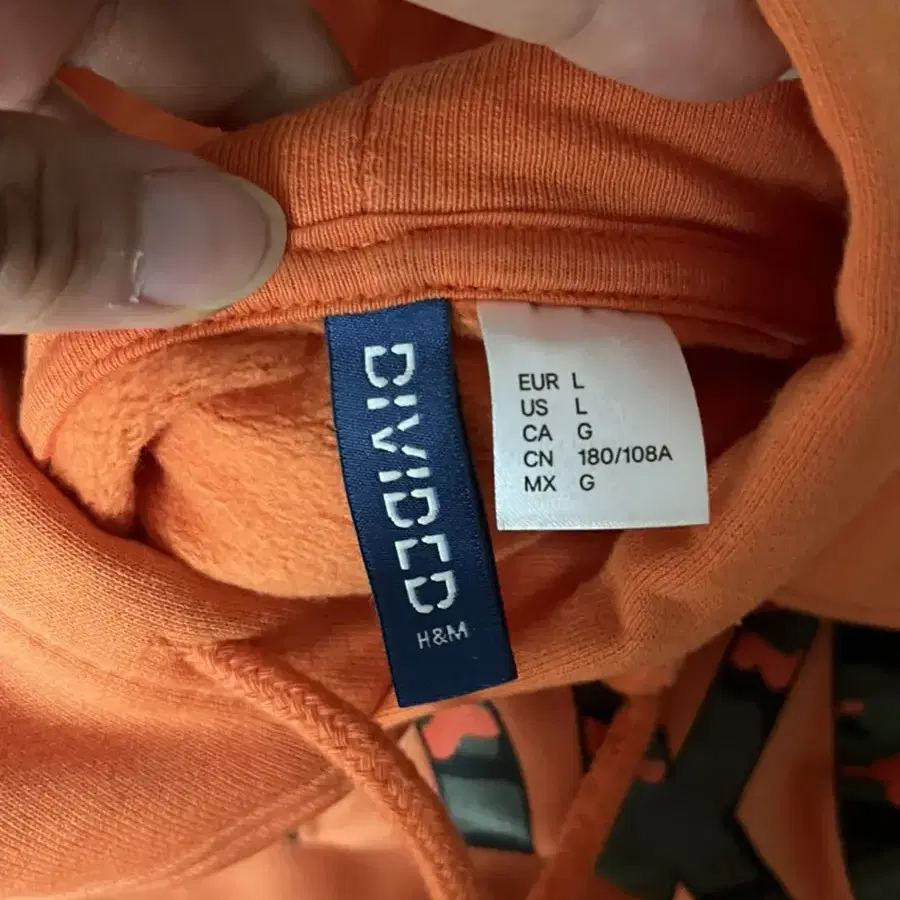 DIVIDED
H&M
EUR L
US L
CA G
CN 180/108A
MX G